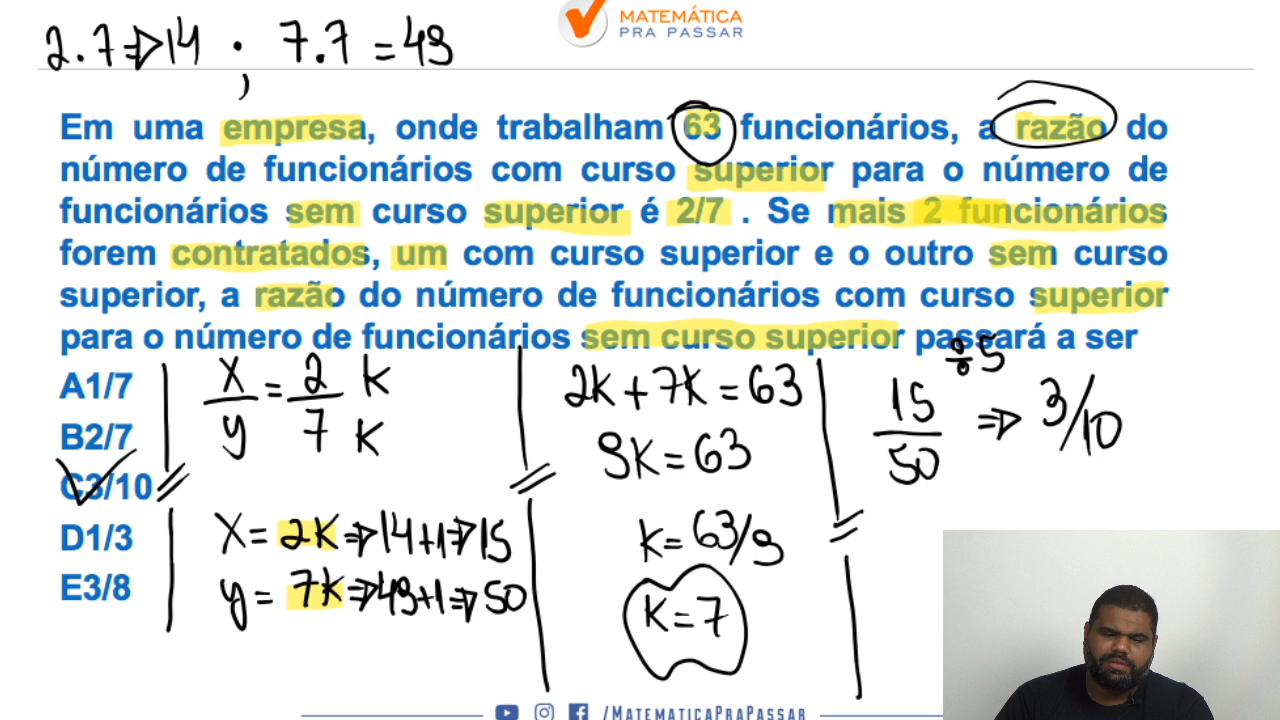 2.7⇒14 ; 7.7=49
MATEMÁTICA
PRA PASSAR
Em uma empresa, onde trabalham 63 funcionários, a razão do
número de funcionários com curso superior para o número de
funcionários sem curso superior é 2/7 . Se mais 2 funcionários
forem contratados, um com curso superior e o outro sem curso
superior, a razão do número de funcionários com curso superior
para o número de funcionários sem curso superior passará a ser
A1/7
B2/7
C3/10
D1/3
E3/8
x/y = 2/7 K K
x = 2K ⇒ 14+1 ⇒ 15
y = 7K ⇒ 49+1 ⇒ 50
2K + 7K = 63
9K = 63
K = 63/9
K = 7
÷5
15/50 ⇒ 3/10
/MATEMATICAPRAPASSAR